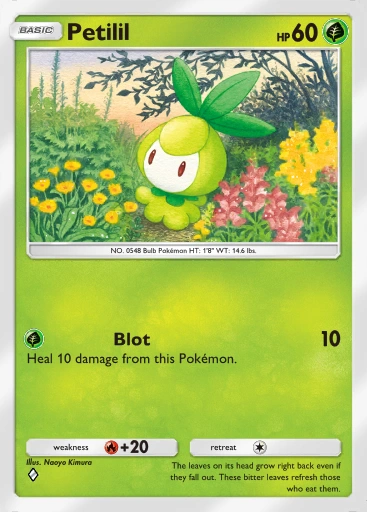 BASIC Petilil HP 60
NO. 0548 Bulb Pokémon HT: 1'8" WT: 14.6 lbs.
Blot 10
Heal 10 damage from this Pokémon.
weakness +20 retreat
Illus. Naoyo Kimura
The leaves on its head grow right back even if
they fall out. These bitter leaves refresh those
who eat them.